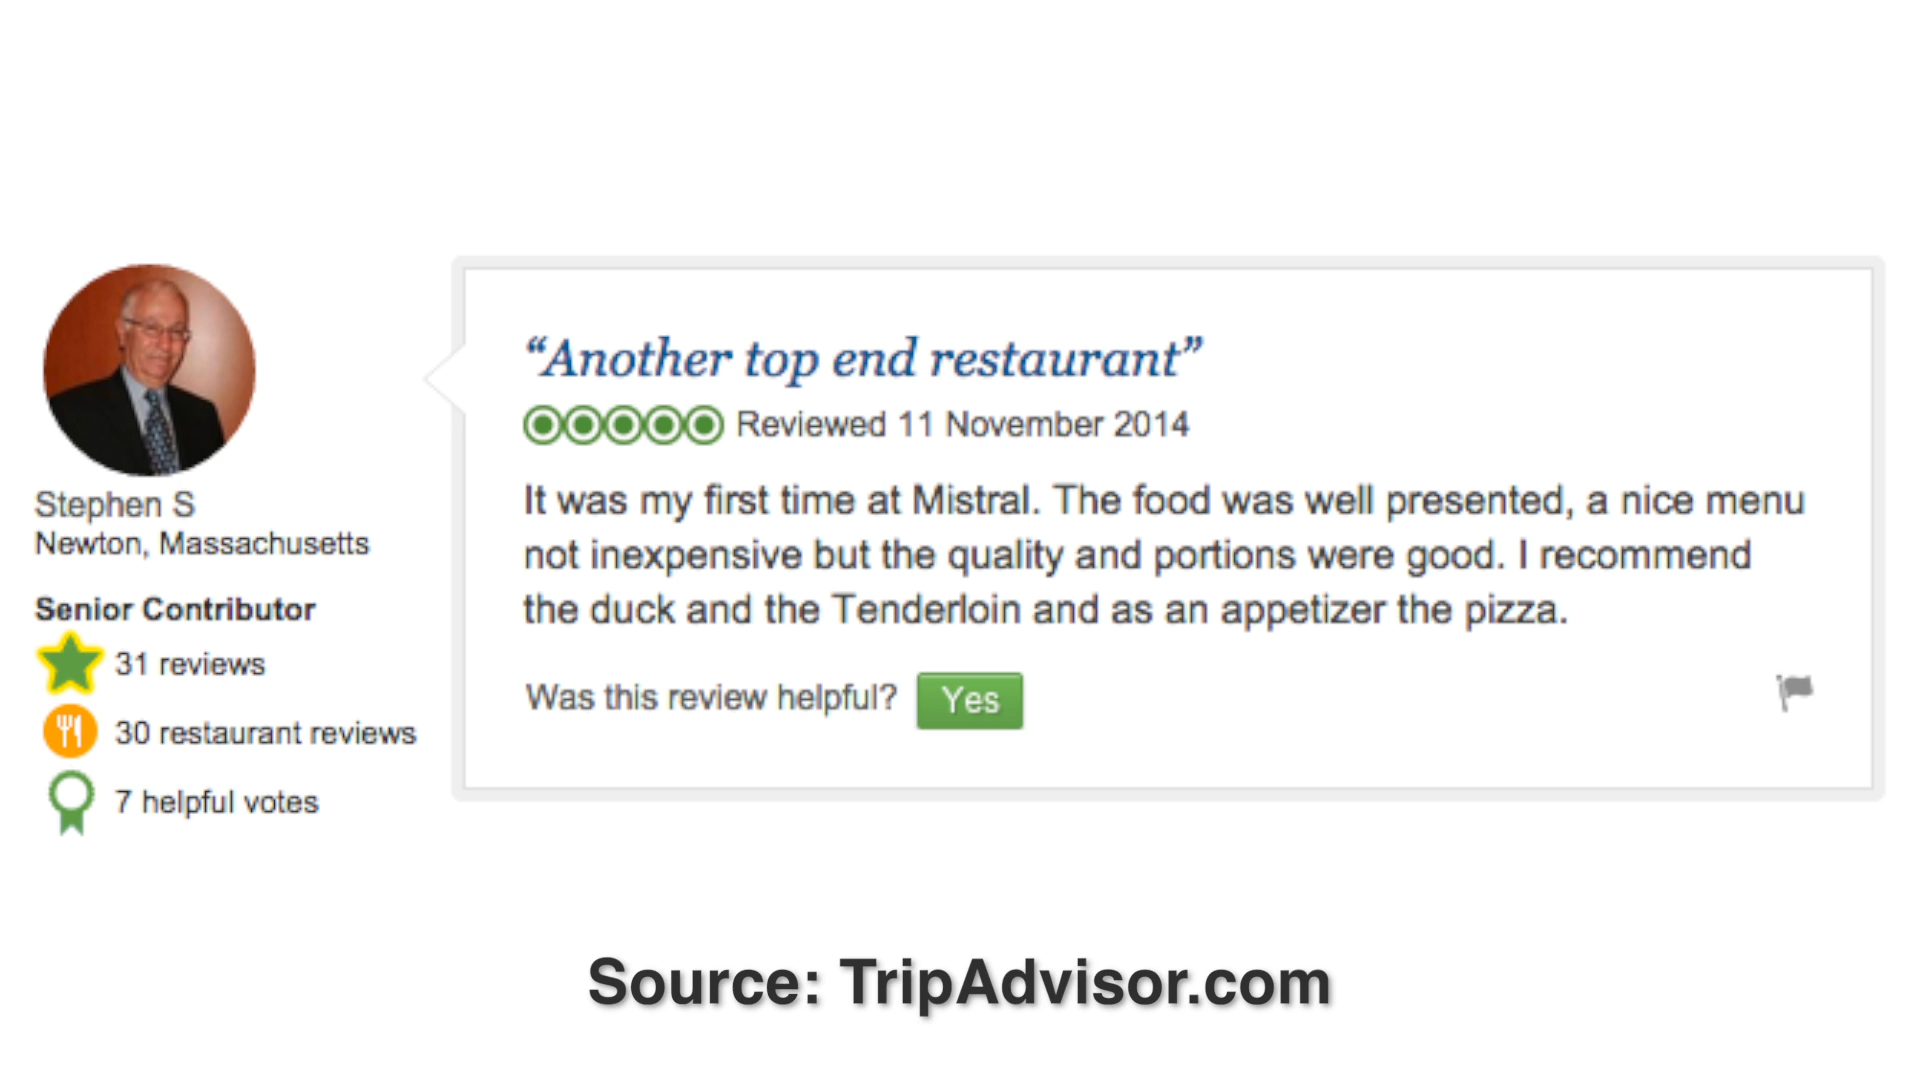 Stephen S
Newton, Massachusetts
Senior Contributor
31 reviews
30 restaurant reviews
7 helpful votes
“Another top end restaurant”
Reviewed 11 November 2014
It was my first time at Mistral. The food was well presented, a nice menu
not inexpensive but the quality and portions were good. I recommend
the duck and the Tenderloin and as an appetizer the pizza.
Was this review helpful? Yes
Source: TripAdvisor.com